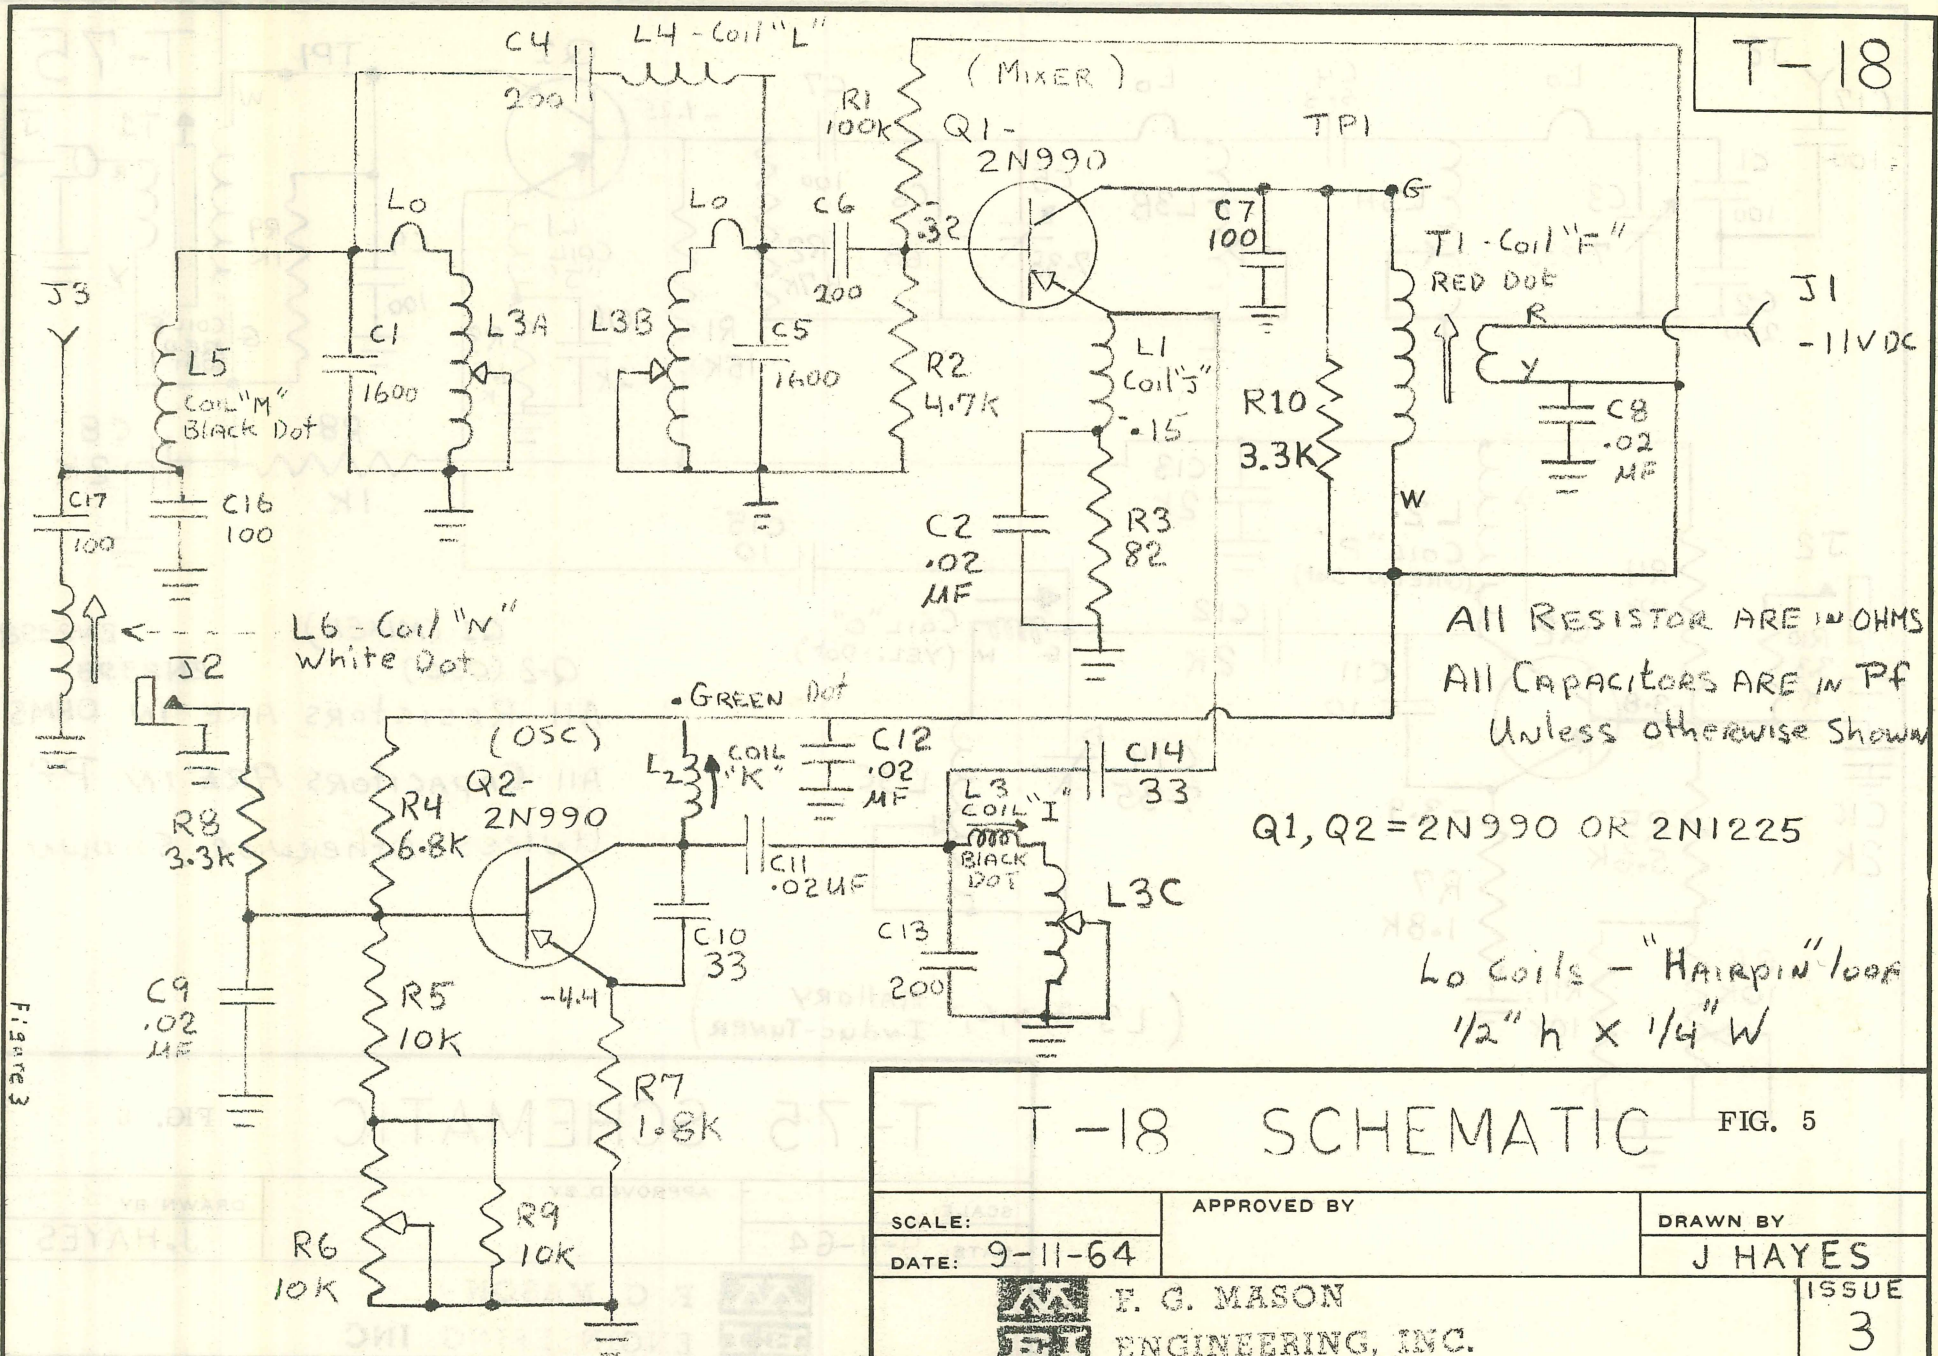 T-18
C4
200
L4 - Coil "L"
(MIXER)
R1
100K
Q1-
2N990
TP1
Lo
Lo
C6
200
-.32
C7
100
G
T1 - Coil "F"
RED Dot
R
Y
J1
-11VDC
J3
L5
COIL "M"
Black Dot
C1
1600
L3A
L3B
C5
1600
R2
4.7K
L1
Coil "J"
-.15
R10
3.3K
W
C8
.02
MF
C17
100
C16
100
C2
.02
MF
R3
82
L6 - Coil "N"
White Dot
J2
All RESISTOR ARE IN OHMS
All CAPACItORS ARE IN Pf
UNless otherwise Shown
GREEN Dot
(OSC)
Q2-
2N990
L2
COIL
"K"
C12
.02
MF
C14
33
L3
COIL "I"
BLACK
DOT
R8
3.3K
R4
6.8K
C11
.02UF
Q1, Q2 = 2N990 OR 2N1225
L3C
C10
33
C13
200
-4.4
C9
.02
MF
R5
10K
Lo Coils - "HAIRPIN" loop
1/2" h x 1/4" W
R7
1.8K
R6
10K
R9
10K
Figure 3
T-18 SCHEMATIC FIG. 5
SCALE:
APPROVED BY
DRAWN BY
DATE: 9-11-64
J HAYES
F. G. MASON
ENGINEERING, INC.
ISSUE
3